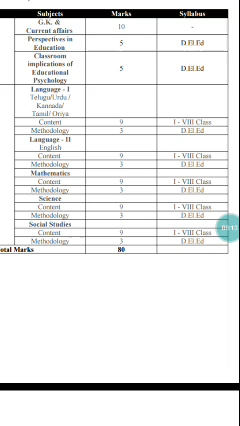 Subjects Marks Syllabus
G.K. &
Current affairs 10 -
Perspectives in
Education 5 D.El.Ed
Classroom
implications of
Educational
Psychology 5 D.El.Ed
Language - I
Telugu/Urdu /
Kannada/
Tamil/ Oriya
Content 9 I - VIII Class
Methodology 3 D.El.Ed
Language - II
English
Content 9 I - VIII Class
Methodology 3 D.El.Ed
Mathematics
Content 9 I - VIII Class
Methodology 3 D.El.Ed
Science
Content 9 I - VIII Class
Methodology 3 D.El.Ed
Social Studies
Content 9 I - VIII Class
Methodology 3 D.El.Ed
otal Marks 80